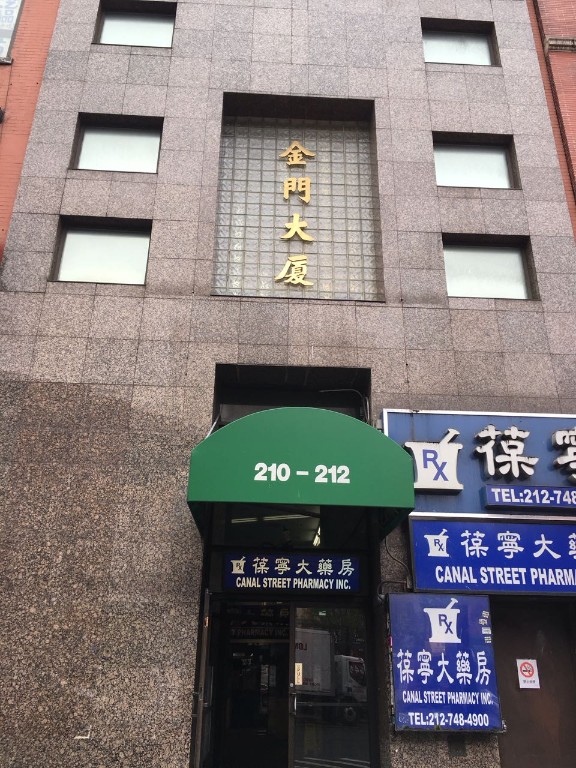 金門大廈
210 - 212
RX
葆寧大藥房
CANAL STREET PHARMACY INC.
RX
葆寧
TEL:212-748
RX
葆寧大藥
CANAL STREET PHARM
RX
葆寧大藥房
CANAL STREET PHARMACY INC.
TEL:212-748-4900